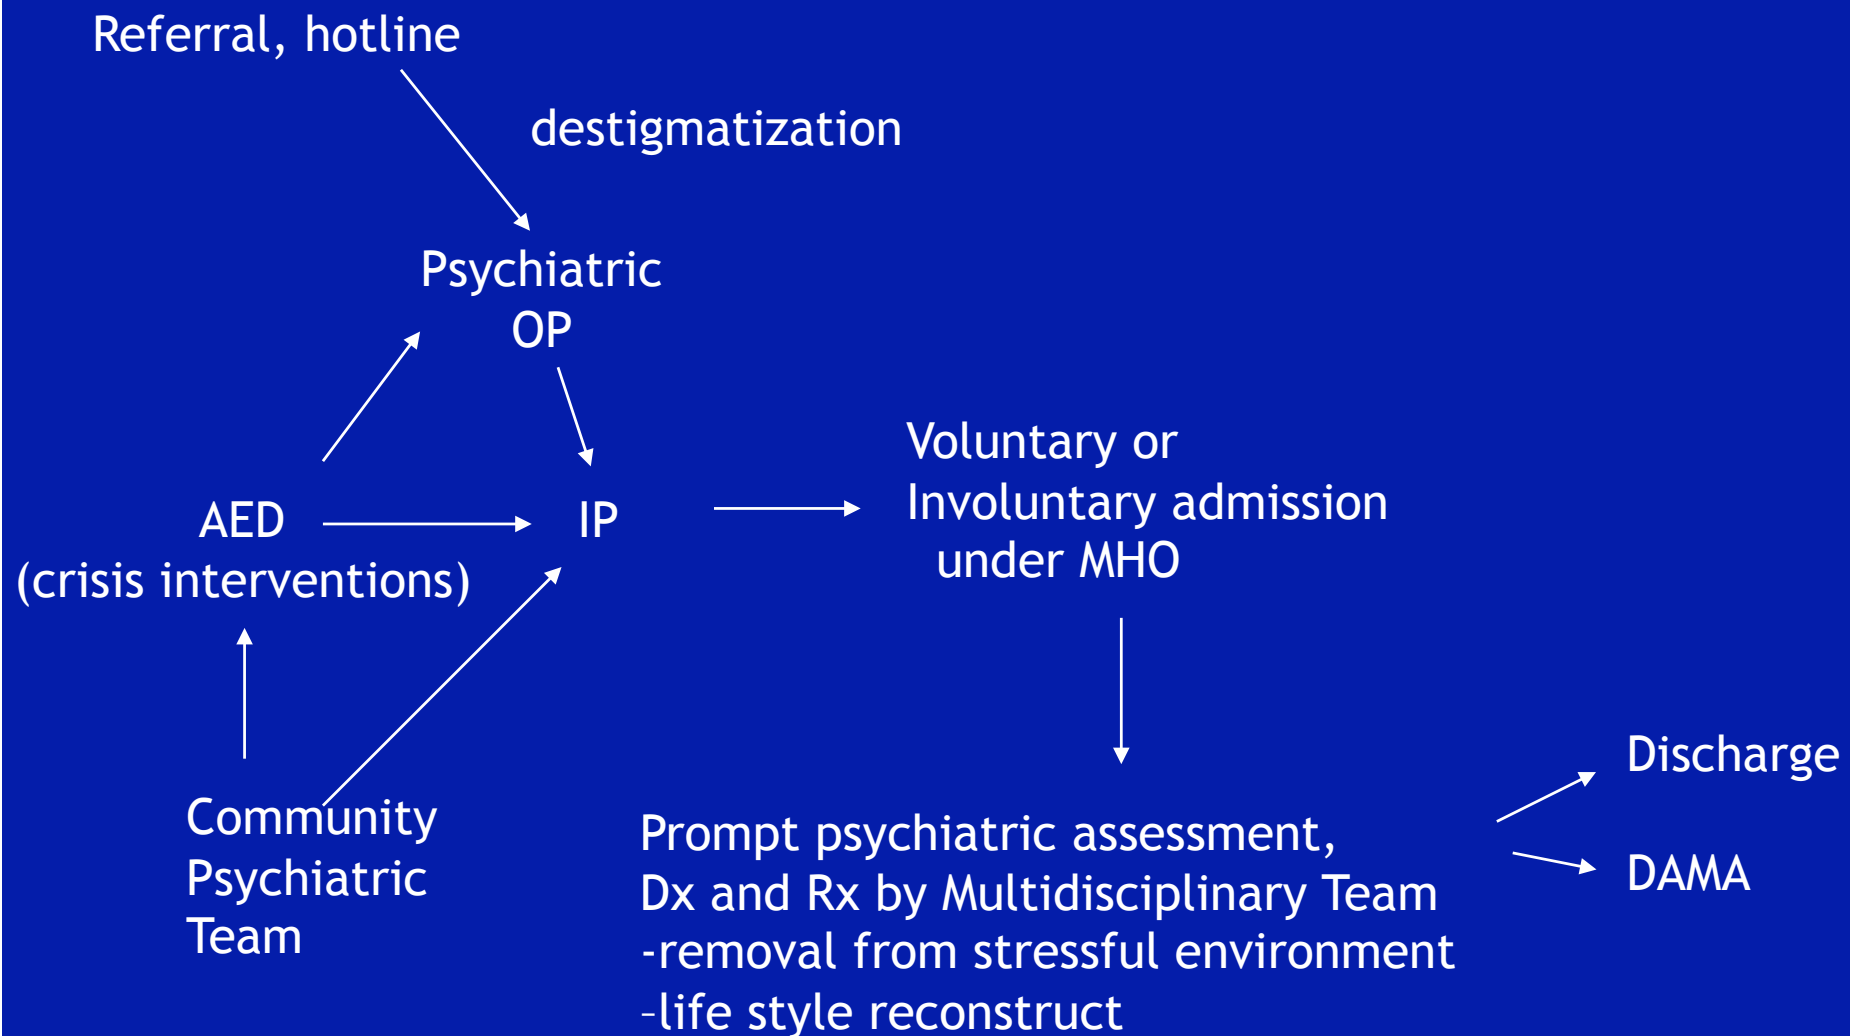 Referral, hotline
destigmatization
Psychiatric
OP
AED
(crisis interventions)
IP
Voluntary or
Involuntary admission
under MHO
Community
Psychiatric
Team
Prompt psychiatric assessment,
Dx and Rx by Multidisciplinary Team
-removal from stressful environment
-life style reconstruct
Discharge
DAMA